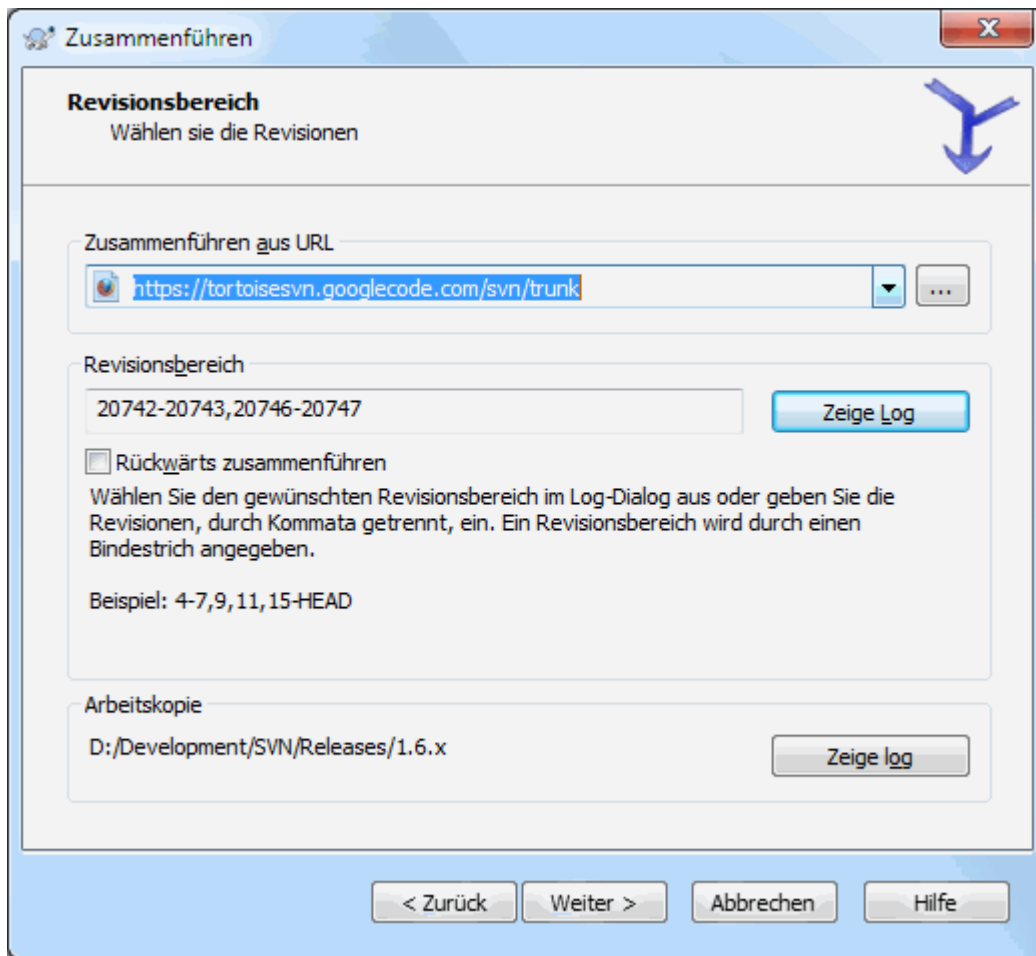 Zusammenführen
Revisionsbereich
Wählen sie die Revisionen
Zusammenführen aus URL
https://tortoisesvn.googlecode.com/svn/trunk
...
Revisionsbereich
20742-20743,20746-20747
Zeige Log
Rückwärts zusammenführen
Wählen Sie den gewünschten Revisionsbereich im Log-Dialog aus oder geben Sie die
Revisionen, durch Kommata getrennt, ein. Ein Revisionsbereich wird durch einen
Bindestrich angegeben.
Beispiel: 4-7,9,11,15-HEAD
Arbeitskopie
D:/Development/SVN/Releases/1.6.x
Zeige log
< Zurück
Weiter >
Abbrechen
Hilfe